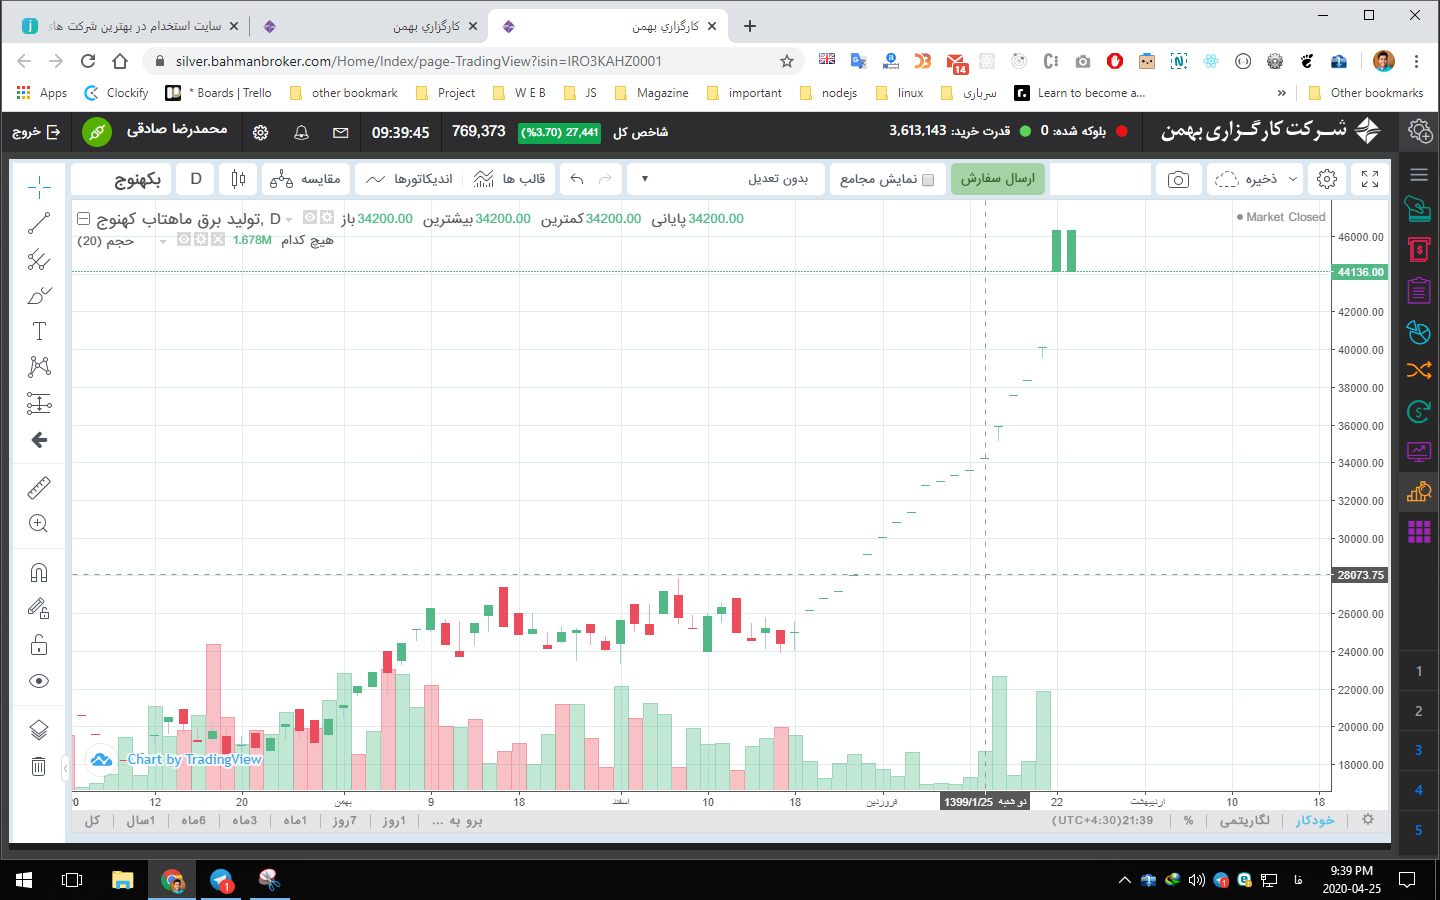 سایت استخدام در بهترین شرکت های
کارگزاري بهمن
کارگزاري بهمن
silver.bahmanbroker.com/Home/Index/page-TradingView?isin=IRO3KAHZ0001
14
Apps
Clockify
* Boards | Trello
other bookmark
Project
W E B
JS
Magazine
important
nodejs
linux
سربازی
Learn to become a...
»
Other bookmarks
خروج
محمدرضا صادقی
09:39:45
769,373
(%3.70) 27,441
شاخص کل
قدرت خرید: 3,613,143
بلوکه شده: 0
شرکت کارگزاری بهمن
بکهنوج
D
مقایسه
اندیکاتورها
قالب ها
بدون تعدیل
نمایش مجامع
ارسال سفارش
ذخیره
تولید برق ماهتاب کهنوج, D
باز 34200.00
بیشترین 34200.00
کمترین 34200.00
پایانی 34200.00
Market Closed
حجم (20)
1.678M
هیچ کدام
46000.00
44136.00
42000.00
40000.00
38000.00
36000.00
34000.00
32000.00
30000.00
28073.75
26000.00
24000.00
22000.00
20000.00
18000.00
Chart by TradingView
20
12
20
بهمن
9
18
اسفند
10
18
فروردین
دوشنبه 1399/1/25
22
اردیبهشت
10
18
کل
1سال
6ماه
3ماه
1ماه
7روز
1روز
برو به ...
21:39(UTC+4:30)
%
لگاریتمی
خودکار
1
2
3
4
5
1
1
فا
9:39 PM
2020-04-25